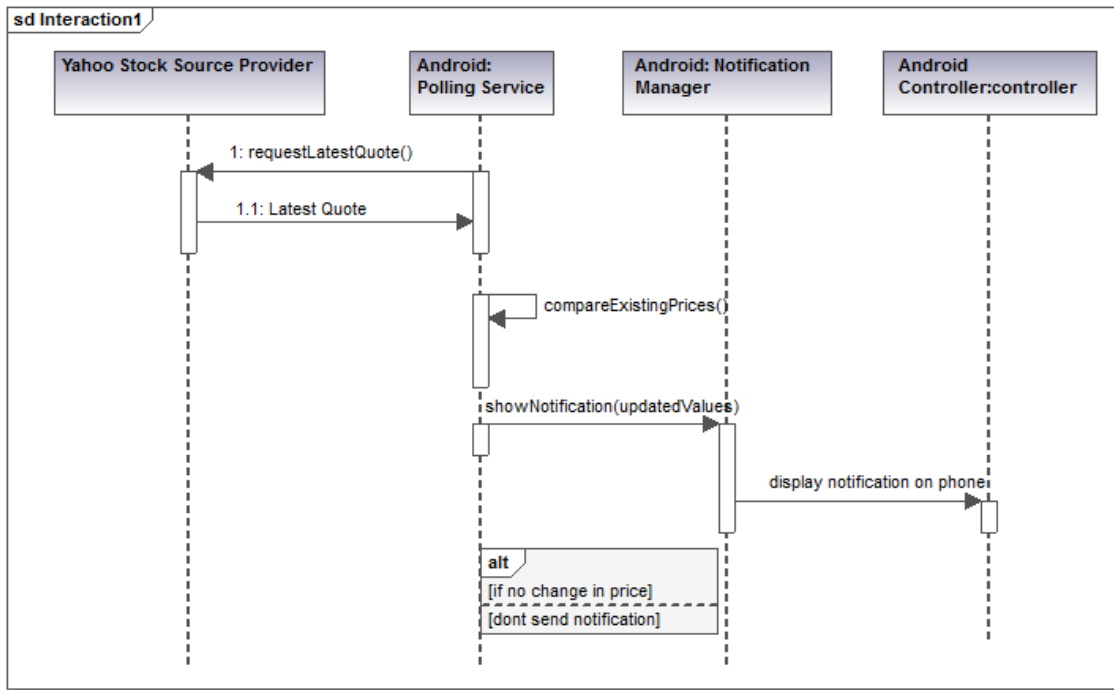 sd Interaction1
Yahoo Stock Source Provider
Android:
Polling Service
Android: Notification
Manager
Android
Controller:controller
1: requestLatestQuote()
1.1: Latest Quote
compareExistingPrices()
showNotification(updatedValues)
display notification on phone
alt
[if no change in price]
[dont send notification]